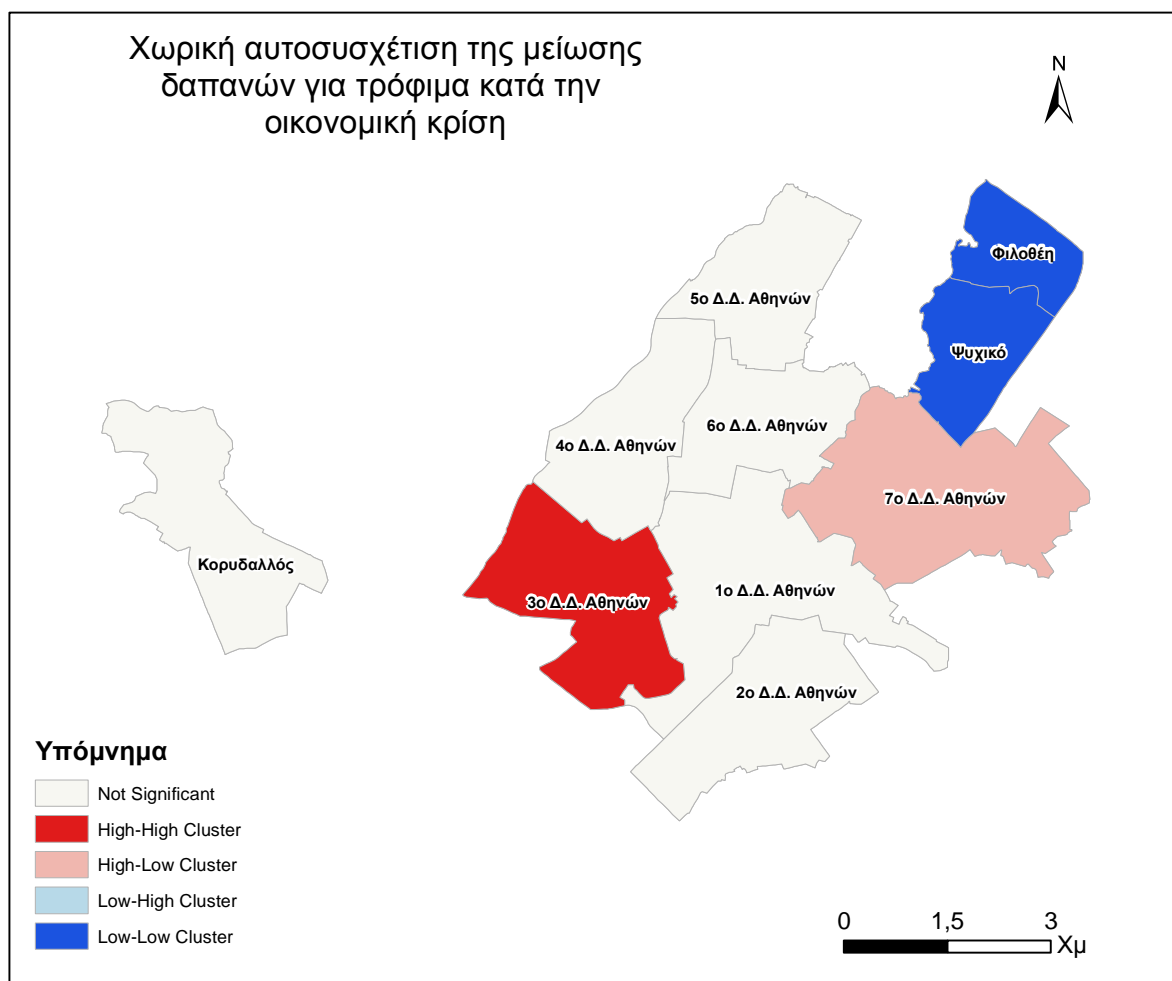 Χωρική αυτοσυσχέτιση της μείωσης
δαπανών για τρόφιμα κατά την
οικονομική κρίση
N
Φιλοθέη
5ο Δ.Δ. Αθηνών
Ψυχικό
6ο Δ.Δ. Αθηνών
4ο Δ.Δ. Αθηνών
7ο Δ.Δ. Αθηνών
Κορυδαλλός
1ο Δ.Δ. Αθηνών
3ο Δ.Δ. Αθηνών
2ο Δ.Δ. Αθηνών
Υπόμνημα
Not Significant
High-High Cluster
High-Low Cluster
Low-High Cluster
Low-Low Cluster
0 1,5 3
Χμ